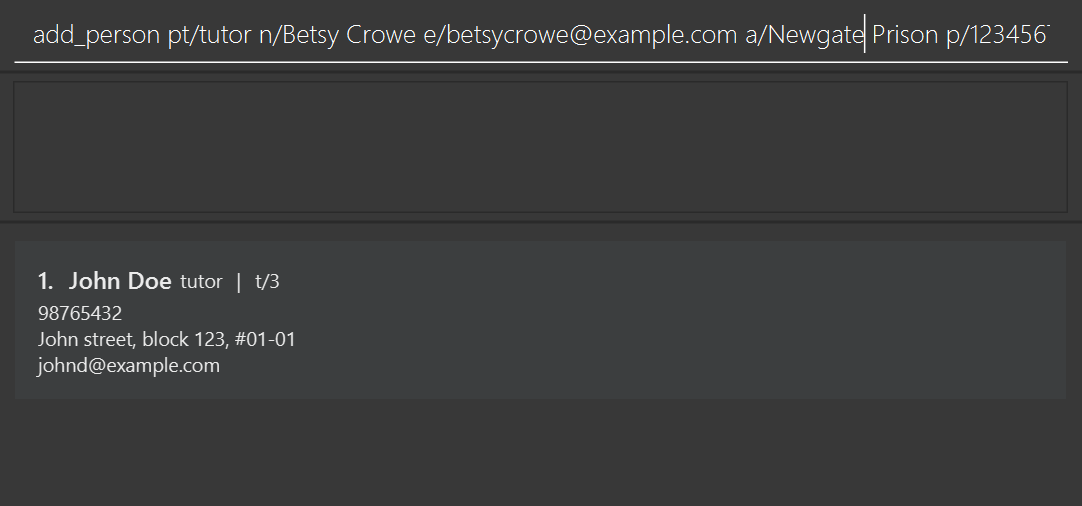 add_person pt/tutor n/Betsy Crowe e/betsycrowe@example.com a/Newgate Prison p/123456
1. John Doe tutor | t/3
98765432
John street, block 123, #01-01
johnd@example.com